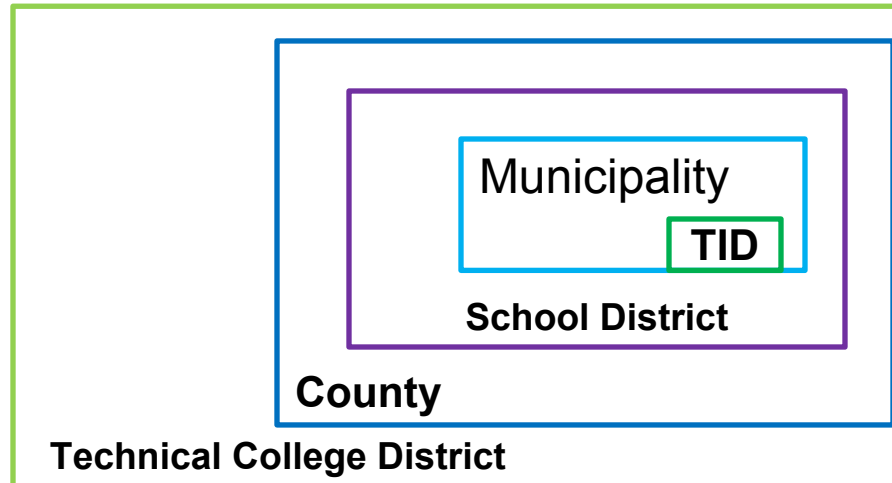 Municipality
TID
School District
County
Technical College District